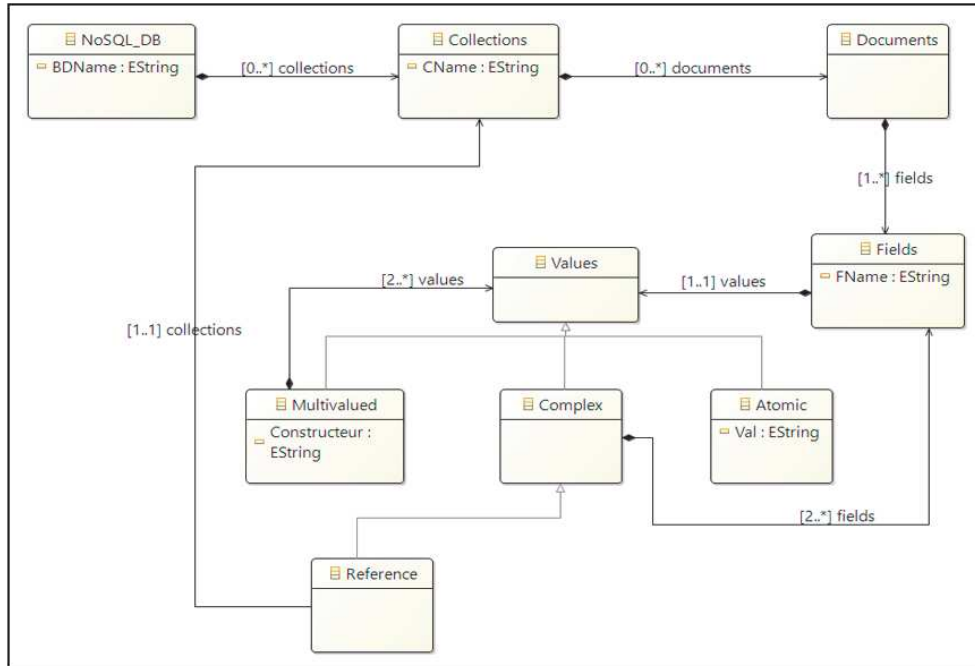 NoSQL_DB
BDName : EString
[0..*] collections
Collections
CName : EString
[0..*] documents
Documents
[1..*] fields
Fields
FName : EString
[1..1] values
Values
[2..*] values
[1..1] collections
Multivalued
Constructeur :
EString
Complex
Atomic
Val : EString
[2..*] fields
Reference